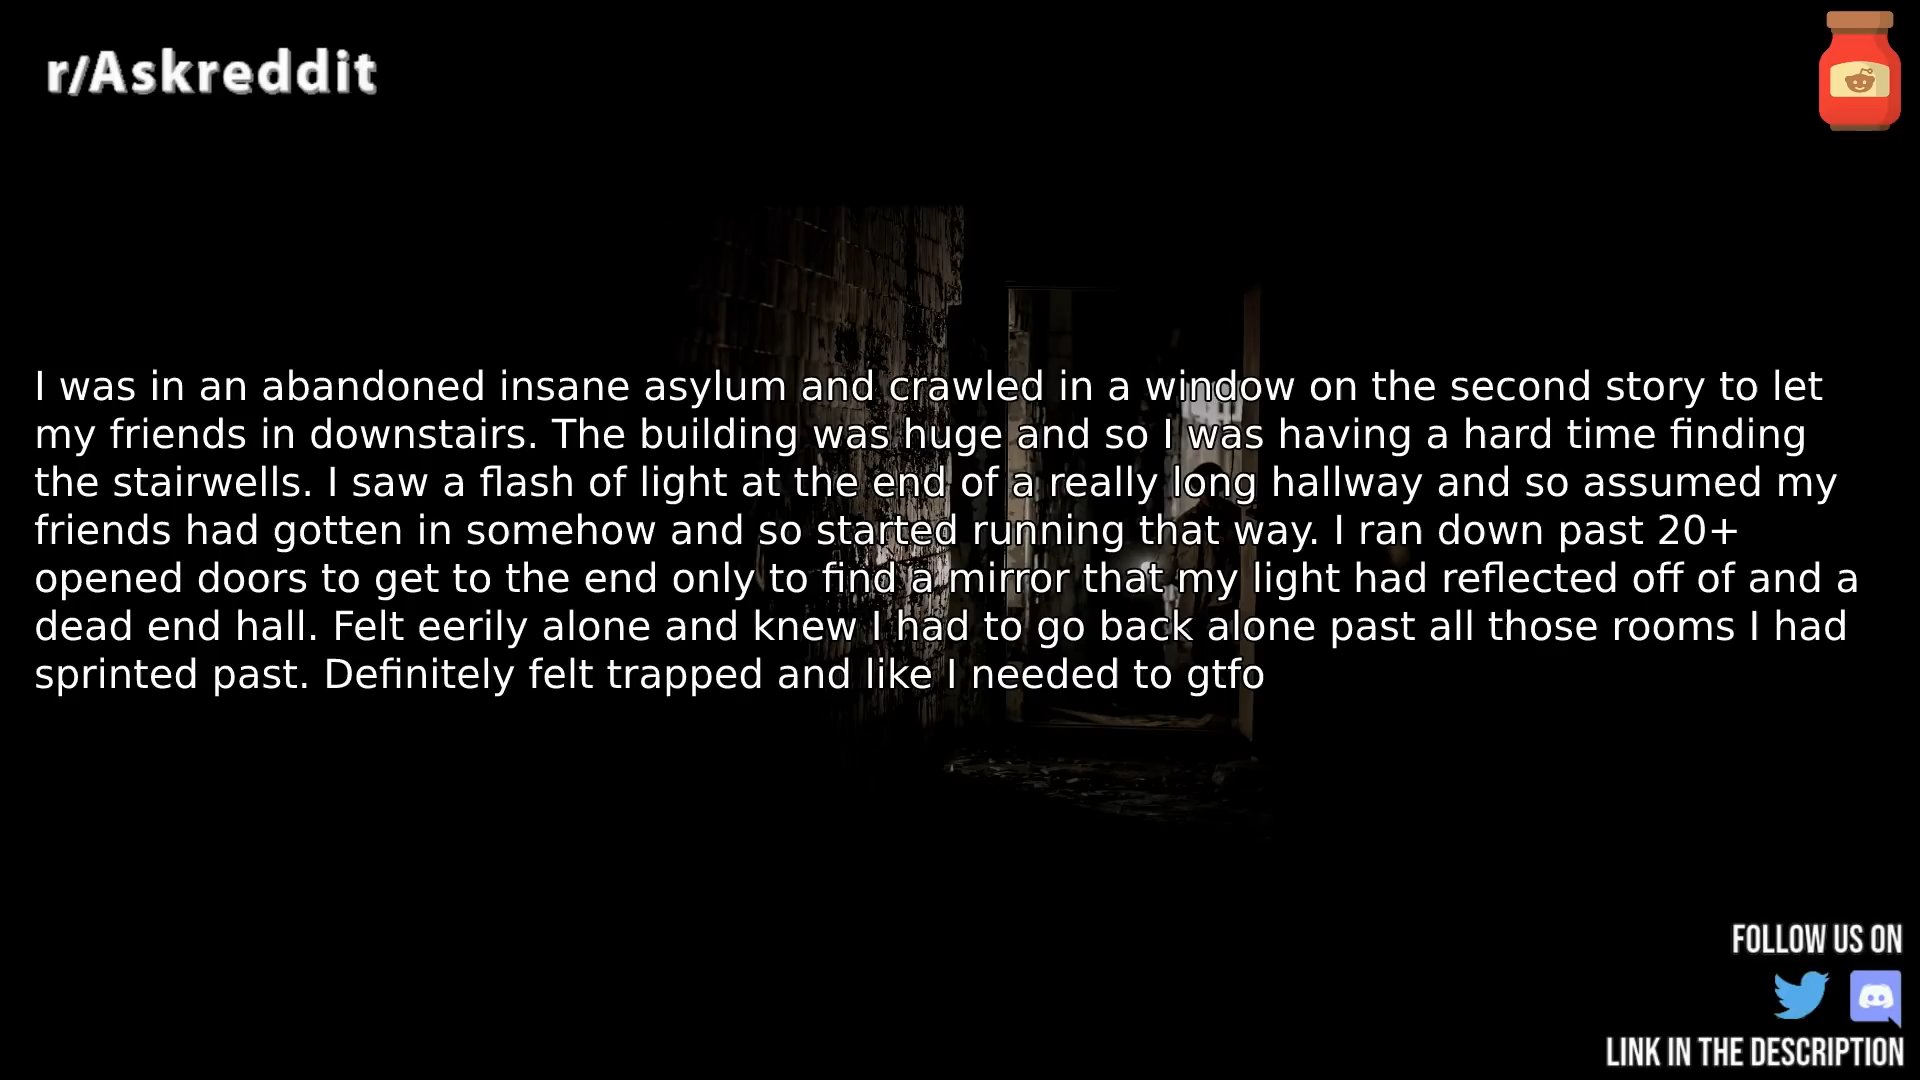 r/Askreddit
I was in an abandoned insane asylum and crawled in a window on the second story to let
my friends in downstairs. The building was huge and so I was having a hard time finding
the stairwells. I saw a flash of light at the end of a really long hallway and so assumed my
friends had gotten in somehow and so started running that way. I ran down past 20+
opened doors to get to the end only to find a mirror that my light had reflected off of and a
dead end hall. Felt eerily alone and knew I had to go back alone past all those rooms I had
sprinted past. Definitely felt trapped and like I needed to gtfo
FOLLOW US ON
LINK IN THE DESCRIPTION